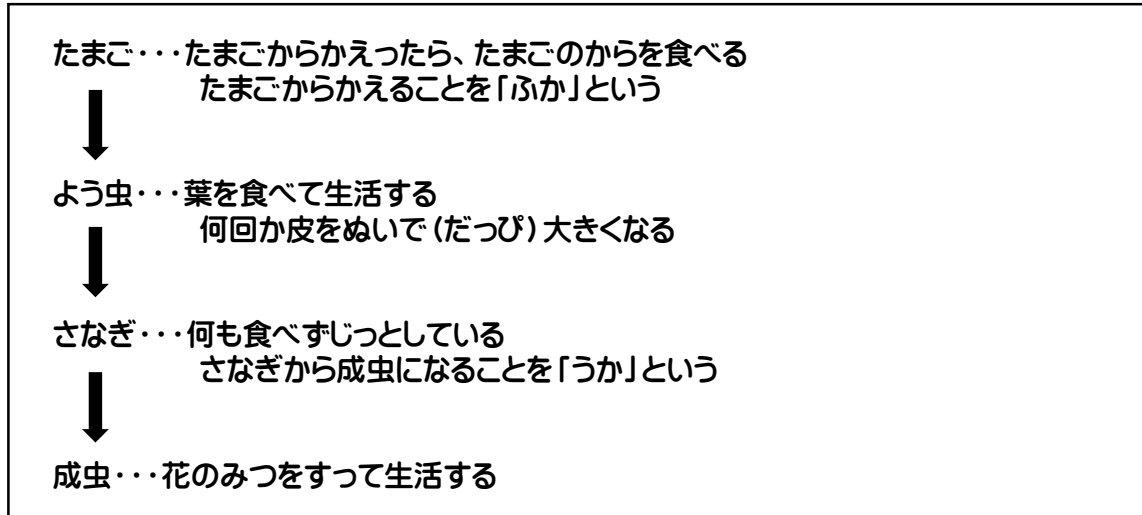 たまご・・・たまごからかえったら、たまごのからを食べる
たまごからかえることを「ふか」という
よう虫・・・葉を食べて生活する
何回か皮をぬいで(だっぴ)大きくなる
さなぎ・・・何も食べずじっとしている
さなぎから成虫になることを「うか」という
成虫・・・花のみつをすって生活する